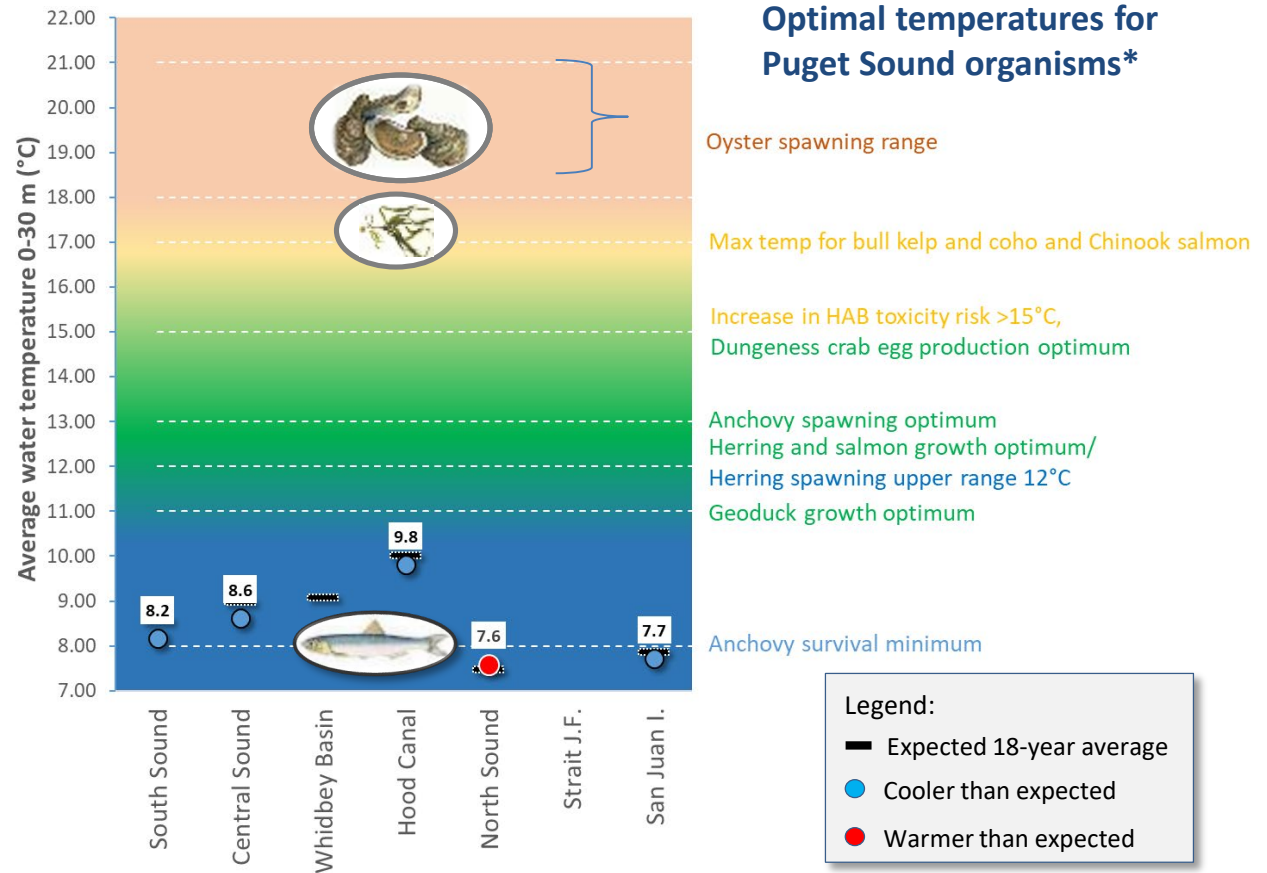 Optimal temperatures for
Puget Sound organisms*
Average water temperature 0-30 m (°C)
22.00
21.00
20.00
19.00
18.00
17.00
16.00
15.00
14.00
13.00
12.00
11.00
10.00
9.00
8.00
7.00
Oyster spawning range
Max temp for bull kelp and coho and Chinook salmon
Increase in HAB toxicity risk >15°C,
Dungeness crab egg production optimum
Anchovy spawning optimum
Herring and salmon growth optimum/
Herring spawning upper range 12°C
Geoduck growth optimum
Anchovy survival minimum
8.2
8.6
9.8
7.6
7.7
South Sound
Central Sound
Whidbey Basin
Hood Canal
North Sound
Strait J.F.
San Juan I.
Legend:
Expected 18-year average
Cooler than expected
Warmer than expected